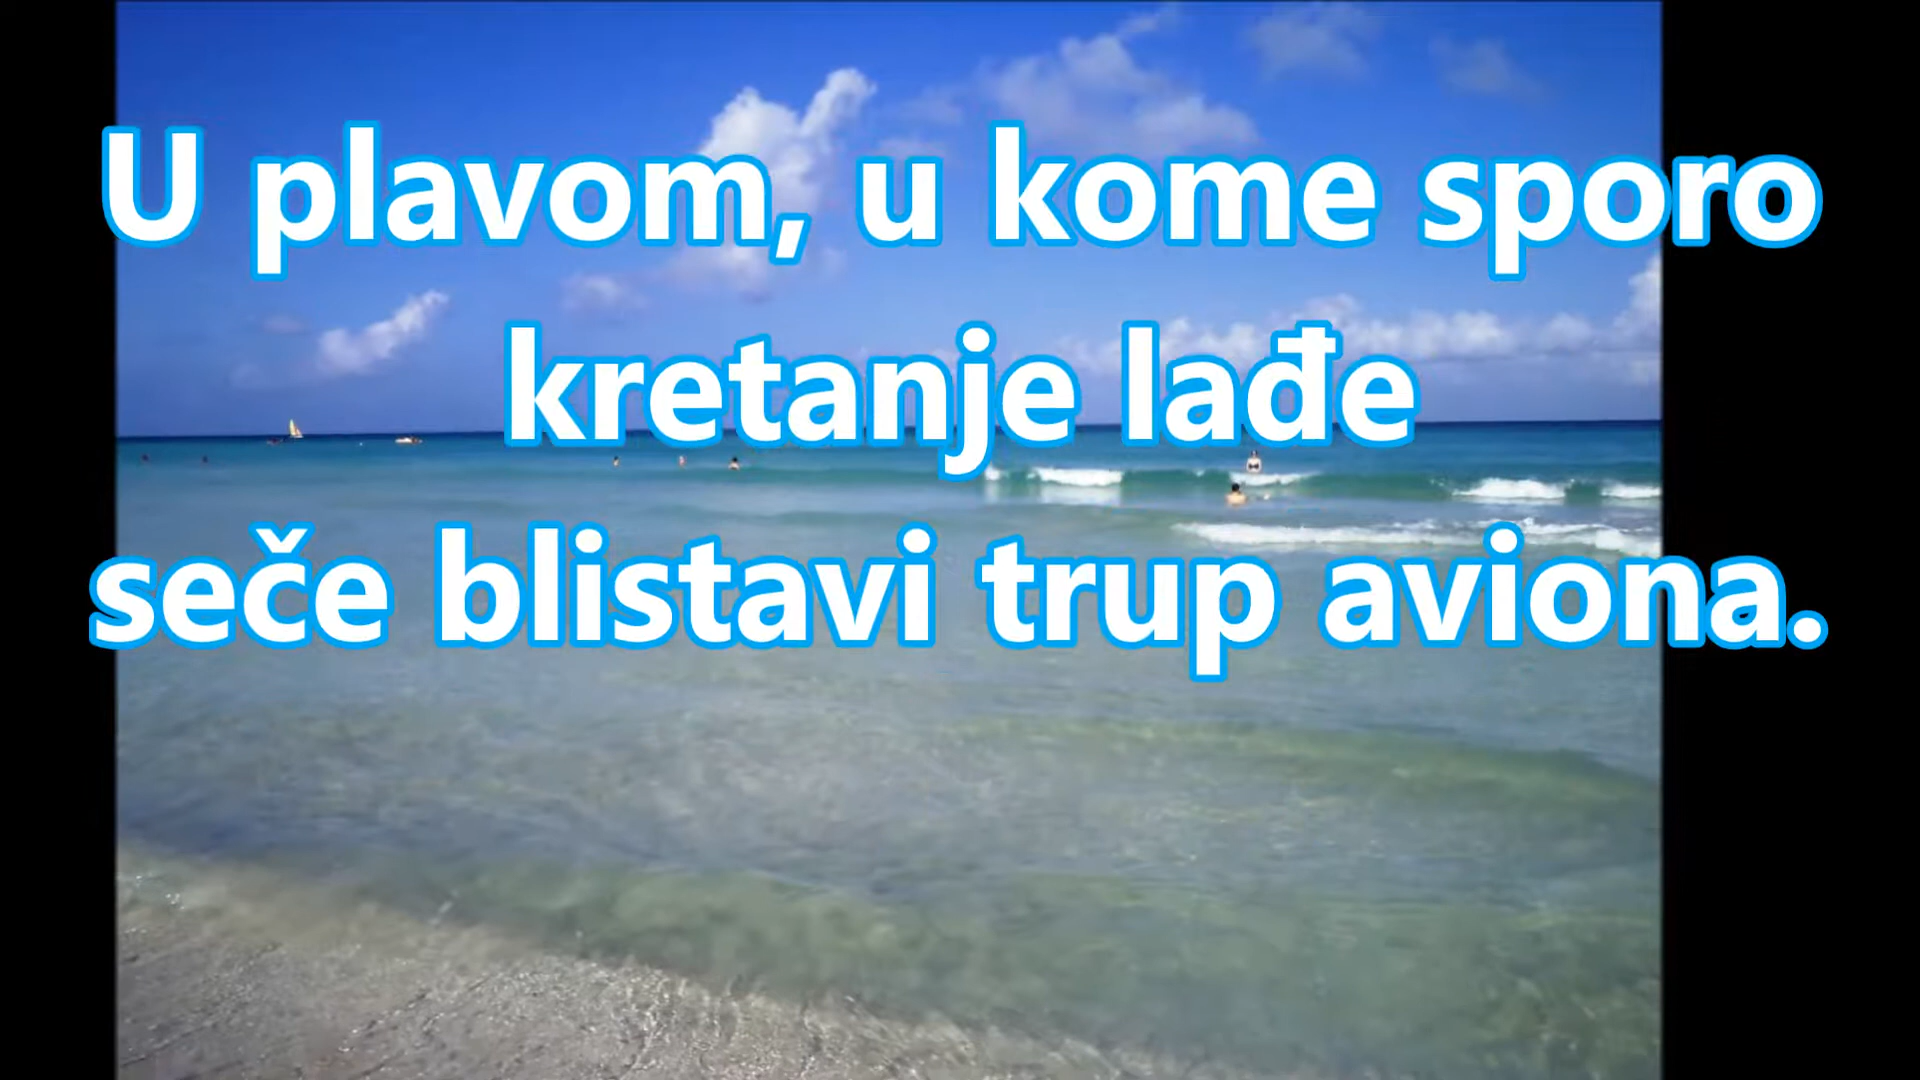 U plavom, u kome sporo
kretanje lađe
seče blistavi trup aviona.